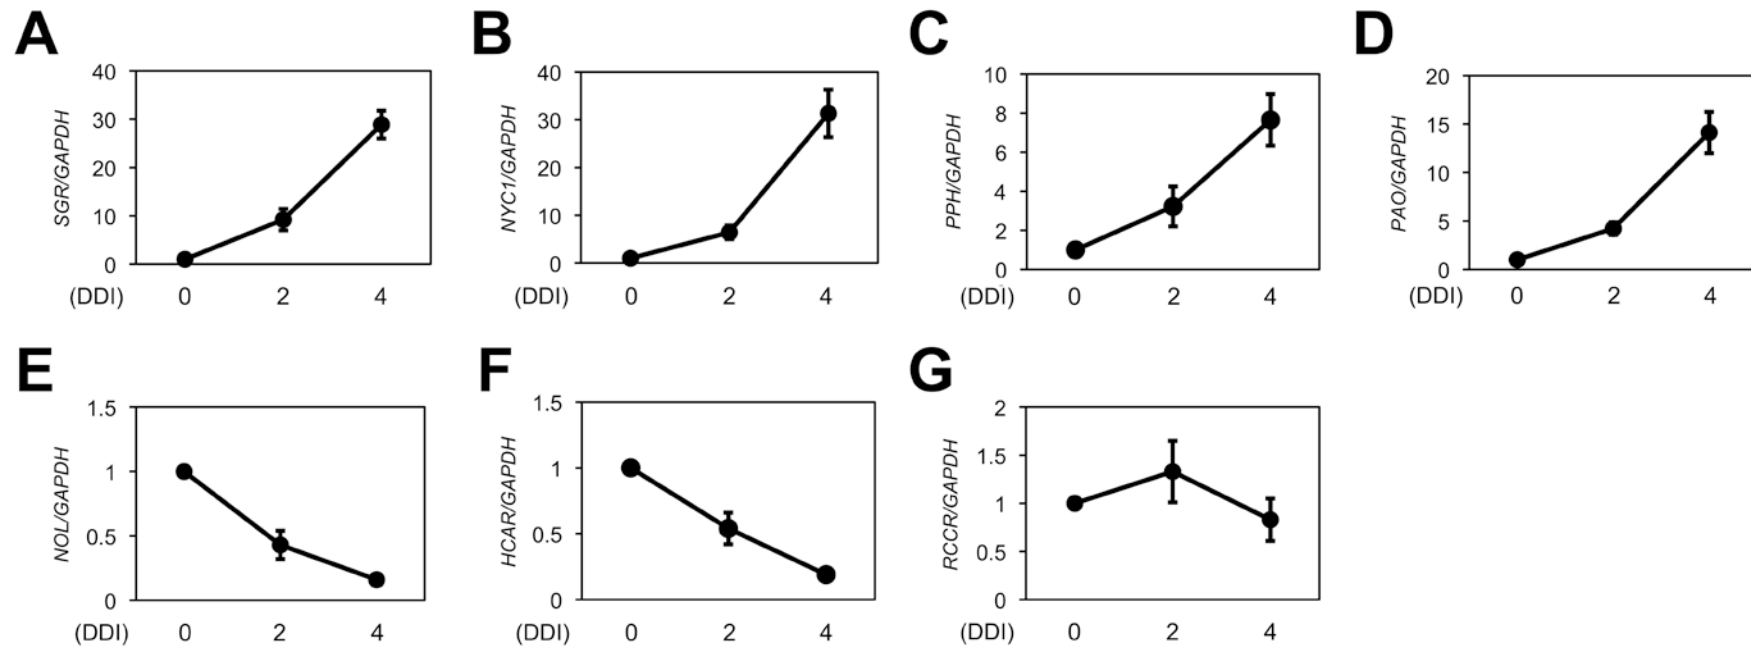 A
B
C
D
SGR/GAPDH
40
30
20
10
0
(DDI) 0 2 4
NYC1/GAPDH
40
30
20
10
0
(DDI) 0 2 4
PPH/GAPDH
10
8
6
4
2
0
(DDI) 0 2 4
PAO/GAPDH
20
15
10
5
0
(DDI) 0 2 4
E
F
G
NOL/GAPDH
1.5
1
0.5
0
(DDI) 0 2 4
HCAR/GAPDH
1.5
1
0.5
0
(DDI) 0 2 4
RCCR/GAPDH
2
1.5
1
0.5
0
(DDI) 0 2 4